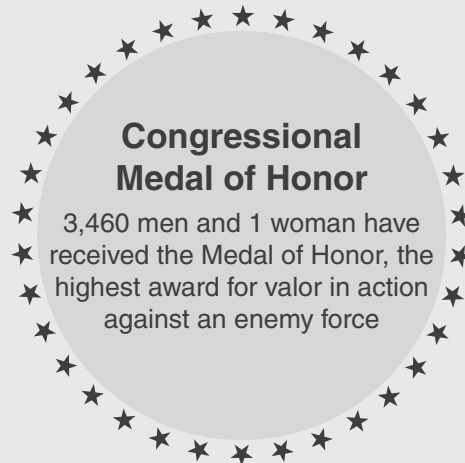 Congressional
Medal of Honor
3,460 men and 1 woman have
received the Medal of Honor, the
highest award for valor in action
against an enemy force